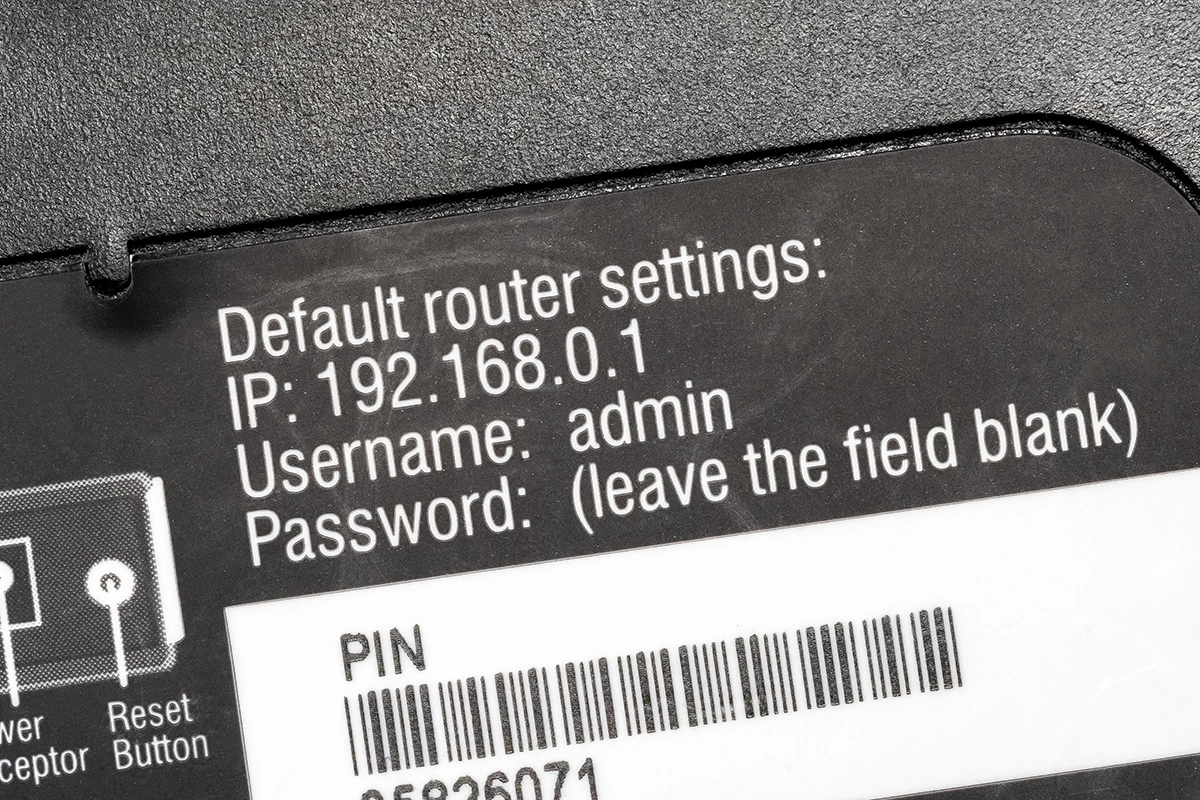 Default router settings:
IP: 192.168.0.1
Username: admin
Password: (leave the field blank)
PIN
Reset
Button